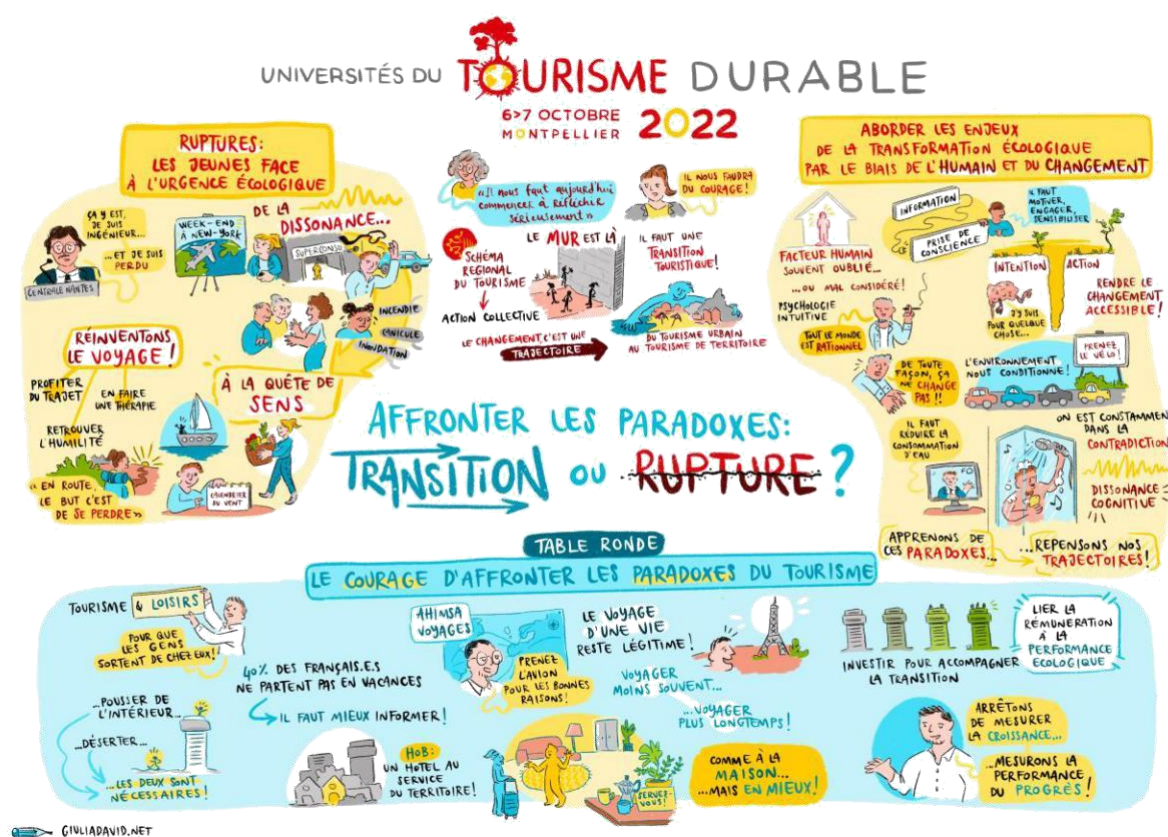 UNIVERSITÉS DU TOURISME DURABLE
6>7 OCTOBRE
MONTPELLIER
2022
RUPTURES:
LES JEUNES FACE
À L'URGENCE ÉCOLOGIQUE
ÇA Y EST,
JE SUIS
INGÉNIEUR...
...ET JE SUIS
PERDU
CENTRALE NANTES
WEEK-END
À NEW-YORK
DE LA
DISSONANCE...
SUPERCONSO
INCENDIE
CANICULE
INONDATION
RÉINVENTONS
LE VOYAGE !
PROFITER
DU TRAJET
EN FAIRE
UNE THÉRAPIE
RETROUVER
L'HUMILITÉ
« EN ROUTE,
LE BUT C'EST
DE SE PERDRE »
À LA QUÊTE DE
SENS
CALENDRIER
DU VENT
«Il nous faut aujourd'hui
commencer à réfléchir
sérieusement»
IL NOUS FAUDRA
DU COURAGE !
SCHÉMA
RÉGIONAL
DU TOURISME
ACTION COLLECTIVE
LE MUR EST LÀ
IL FAUT UNE
TRANSITION
TOURISTIQUE !
LE CHANGEMENT, C'EST UNE
TRAJECTOIRE
DU TOURISME URBAIN
AU TOURISME DE TERRITOIRE
AFFRONTER LES PARADOXES:
TRANSITION OU RUPTURE ?
ABORDER LES ENJEUX
DE LA TRANSFORMATION ÉCOLOGIQUE
PAR LE BIAIS DE L'HUMAIN ET DU CHANGEMENT
FACTEUR HUMAIN
SOUVENT OUBLIÉ...
...OU MAL CONSIDÉRÉ !
INFORMATION
PRISE DE
CONSCIENCE
FAUT
MOTIVER,
ENGAGER,
SENSIBILISER
INTENTION
ACTION
J'Y SUIS
POUR QUELQUE
CHOSE...
RENDRE LE
CHANGEMENT
ACCESSIBLE !
PSYCHOLOGIE
INTUITIVE
TOUT LE MONDE
EST RATIONNEL
DE TOUTE
FAÇON, ÇA
NE CHANGE
PAS !!
L'ENVIRONNEMENT
NOUS CONDITIONNE !
PRENEZ
LE VÉLO !
IL FAUT
RÉDUIRE LA
CONSOMMATION
D'EAU
ON EST CONSTAMMENT
DANS LA
CONTRADICTION
DISSONANCE
COGNITIVE
APPRENONS DE
CES PARADOXES...
...REPENSONS NOS
TRAJECTOIRES !
TABLE RONDE
LE COURAGE D'AFFRONTER LES PARADOXES DU TOURISME
TOURISME & LOISIRS
POUR QUE
LES GENS
SORTENT DE CHEZ EUX !
...POUSSER DE
L'INTÉRIEUR...
...DÉSERTER...
...LES DEUX SONT
NÉCESSAIRES !
40% DES FRANÇAIS.E.S
NE PARTENT PAS EN VACANCES
IL FAUT MIEUX INFORMER !
HOB:
UN HOTEL AU
SERVICE
DU TERRITOIRE !
AHIMSA
VOYAGES
PRENEZ
L'AVION
POUR LES BONNES
RAISONS !
LE VOYAGE
D'UNE VIE
RESTE LÉGITIME !
VOYAGER
MOINS SOUVENT...
...VOYAGER
PLUS LONGTEMPS !
SERVEZ-
VOUS !
COMME À LA
MAISON...
...MAIS EN MIEUX !
INVESTIR POUR ACCOMPAGNER
LA TRANSITION
LIER LA
RÉMUNÉRATION
À LA
PERFORMANCE
ÉCOLOGIQUE
ARRÊTONS
DE MESURER
LA CROISSANCE...
...MESURONS LA
PERFORMANCE
DU PROGRÈS !
GIULIADAVID.NET